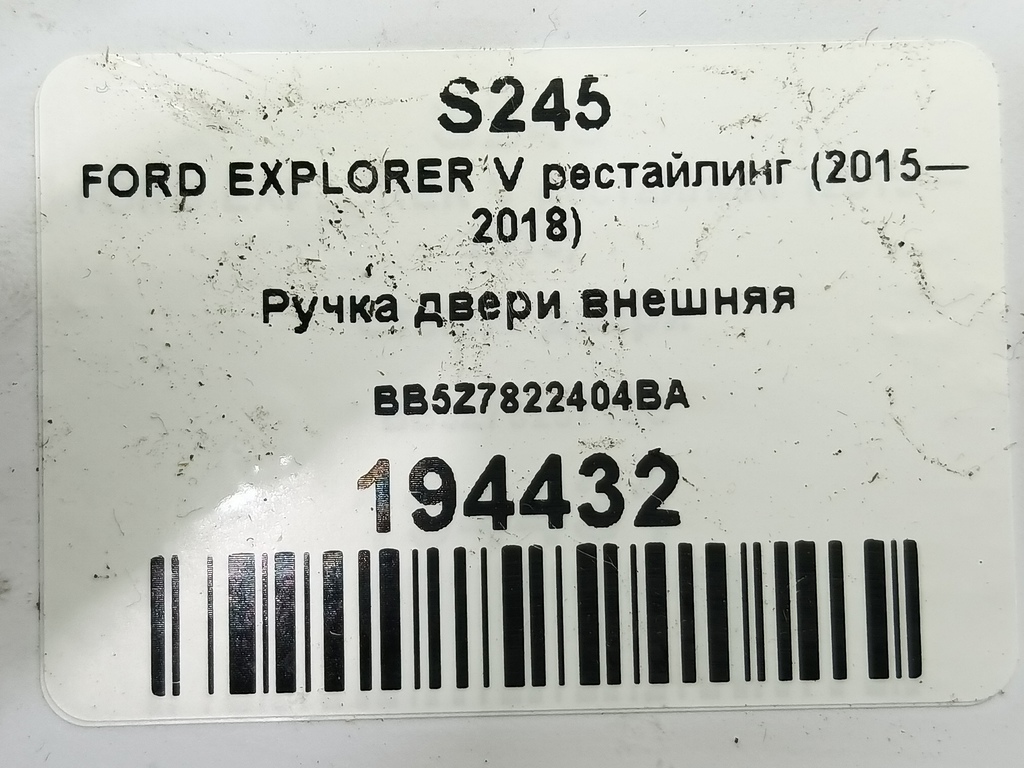 S245
FORD EXPLORER V рестайлинг (2015—
2018)
Ручка двери внешняя
BB5Z7822404BA
194432